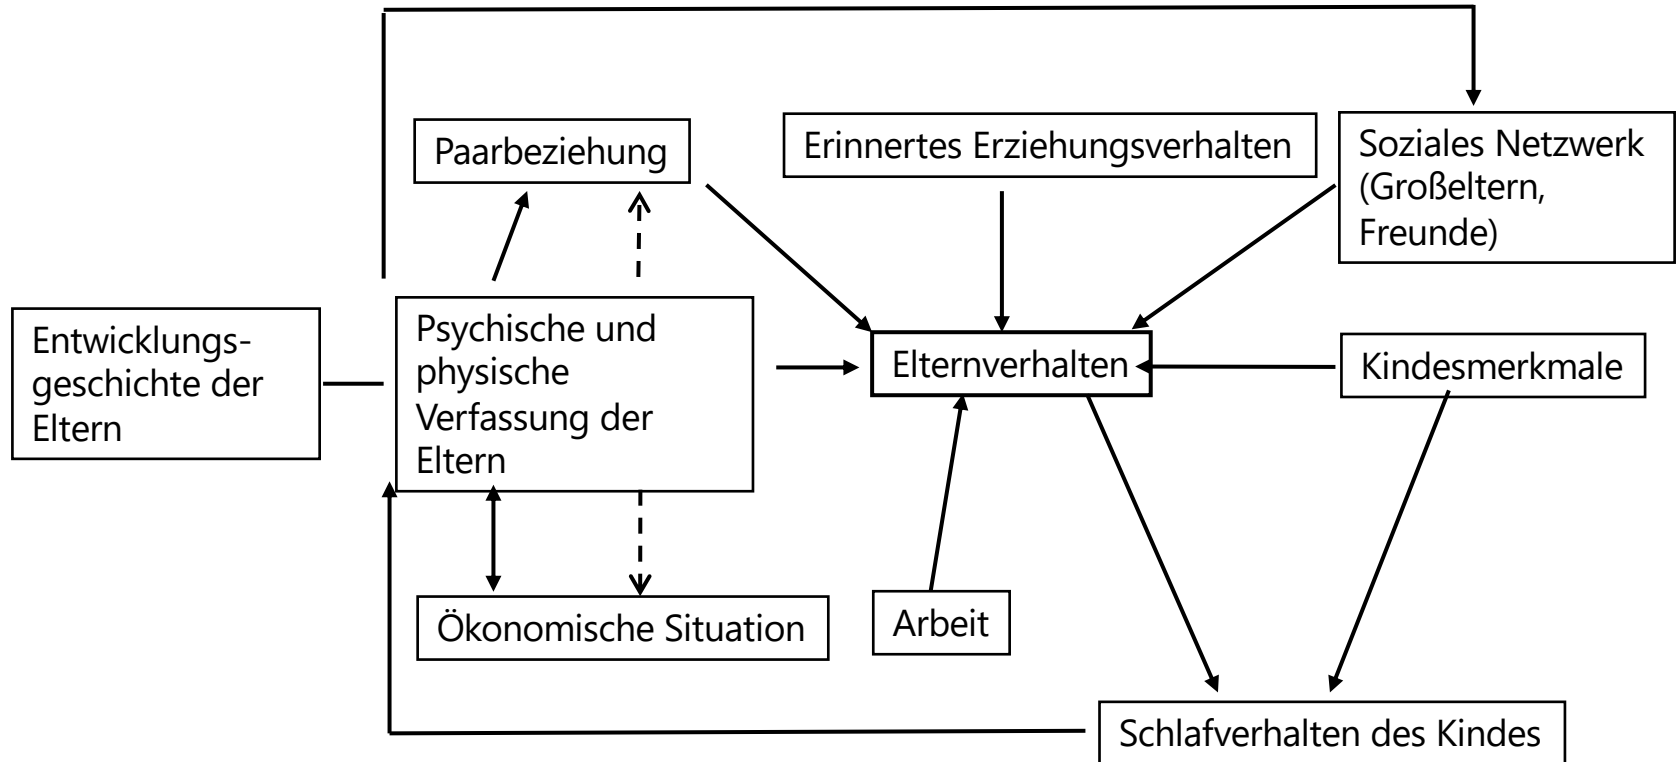 Paarbeziehung
Erinnertes Erziehungsverhalten
Soziales Netzwerk
(Großeltern,
Freunde)
Entwicklungs-
geschichte der
Eltern
Psychische und
physische
Verfassung der
Eltern
Elternverhalten
Kindesmerkmale
Ökonomische Situation
Arbeit
Schlafverhalten des Kindes